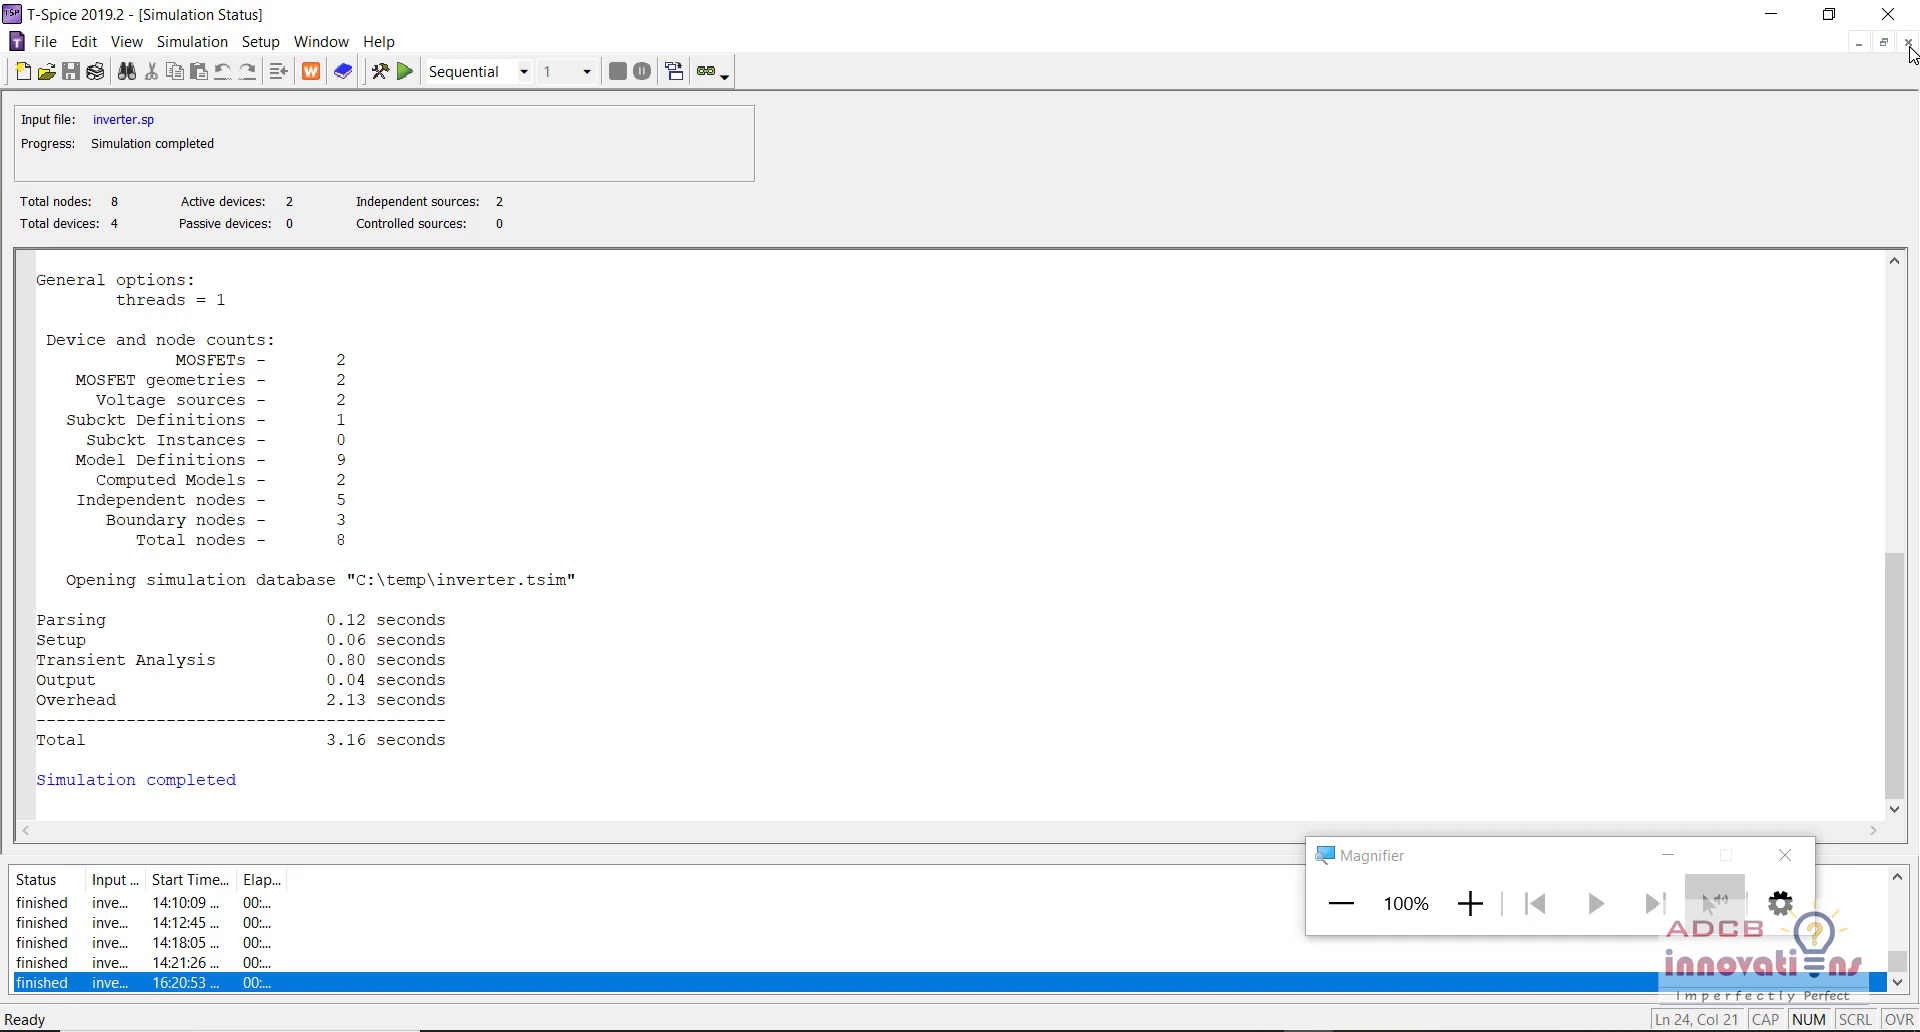 T-Spice 2019.2 - [Simulation Status]
File Edit View Simulation Setup Window Help
Sequential 1
Input file: inverter.sp
Progress: Simulation completed
Total nodes: 8 Active devices: 2 Independent sources: 2
Total devices: 4 Passive devices: 0 Controlled sources: 0
General options:
threads = 1
Device and node counts:
MOSFETs - 2
MOSFET geometries - 2
Voltage sources - 2
Subckt Definitions - 1
Subckt Instances - 0
Model Definitions - 9
Computed Models - 2
Independent nodes - 5
Boundary nodes - 3
Total nodes - 8
Opening simulation database "C:\temp\inverter.tsim"
Parsing 0.12 seconds
Setup 0.06 seconds
Transient Analysis 0.80 seconds
Output 0.04 seconds
Overhead 2.13 seconds
-----------------------------------------
Total 3.16 seconds
Simulation completed
Magnifier
100%
Status Input ... Start Time... Elap...
finished inve... 14:10:09 ... 00:...
finished inve... 14:12:45 ... 00:...
finished inve... 14:18:05 ... 00:...
finished inve... 14:21:26 ... 00:...
finished inve... 16:20:53 ... 00:...
ADCB
innovations
Imperfectly Perfect
Ready Ln 24, Col 21 CAP NUM SCRL OVR